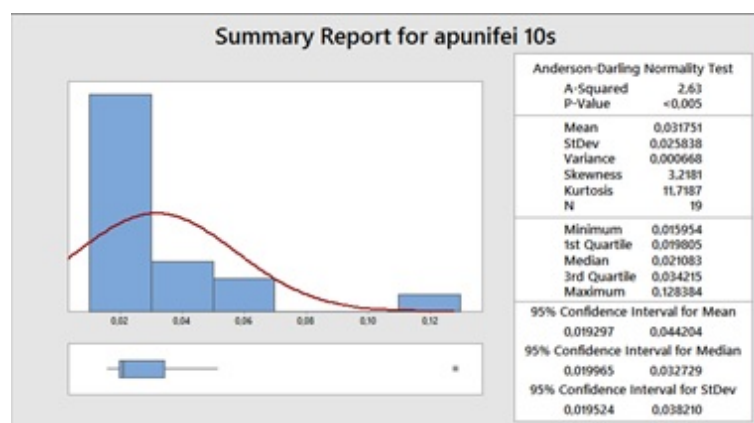 Summary Report for apunifei 10s
Anderson-Darling Normality Test
A-Squared 2,63
P-Value <0,005
Mean 0,031751
StDev 0,025838
Variance 0,000668
Skewness 3,2181
Kurtosis 11,7187
N 19
Minimum 0,015954
1st Quartile 0,019805
Median 0,021083
3rd Quartile 0,034215
Maximum 0,128384
95% Confidence Interval for Mean
0,019297 0,044204
95% Confidence Interval for Median
0,019965 0,032729
95% Confidence Interval for StDev
0,019524 0,038210
0,02 0,04 0,06 0,08 0,10 0,12